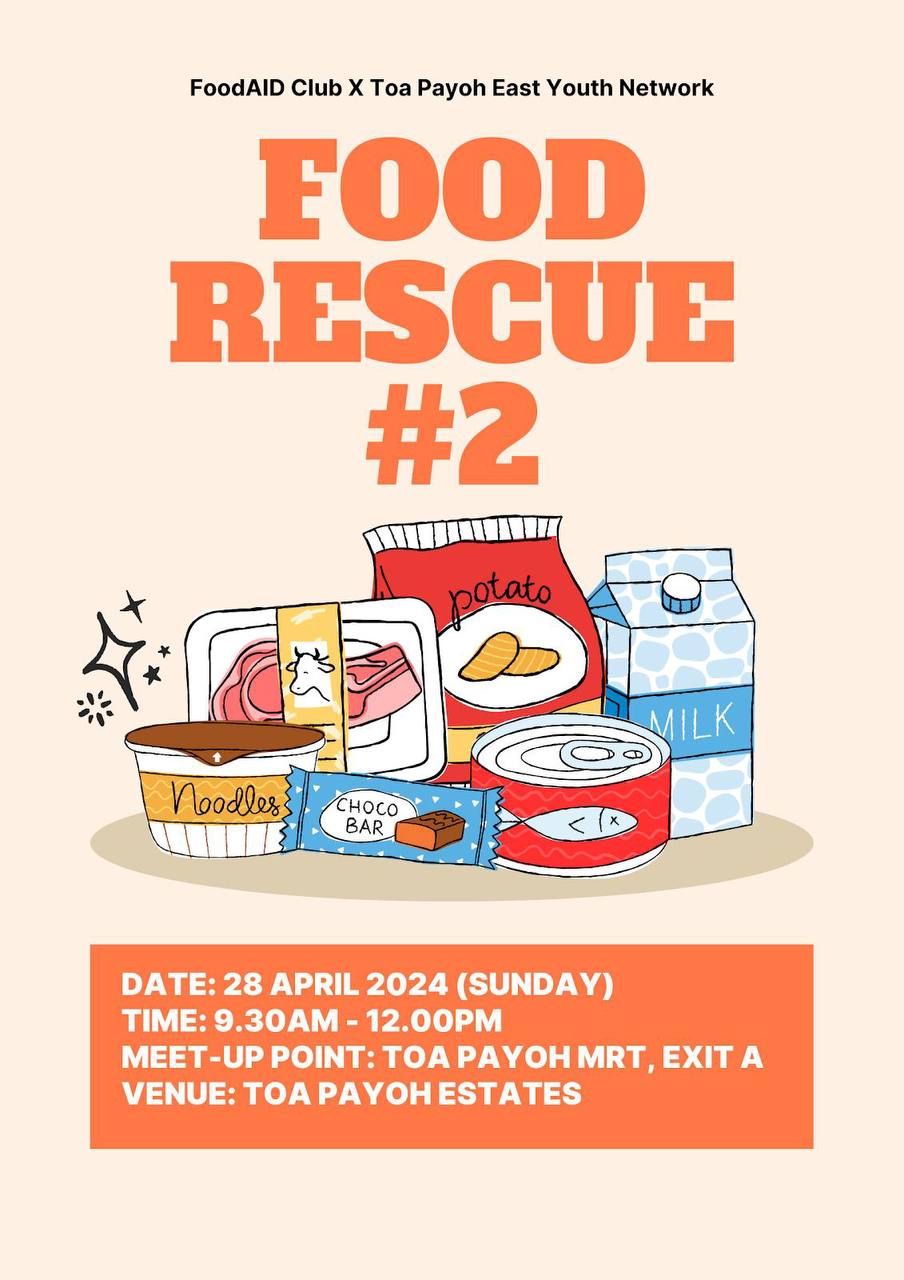 FoodAID Club X Toa Payoh East Youth Network
FOOD
RESCUE
#2
potato
MILK
Noodles
CHOCO
BAR
DATE: 28 APRIL 2024 (SUNDAY)
TIME: 9.30AM - 12.00PM
MEET-UP POINT: TOA PAYOH MRT, EXIT A
VENUE: TOA PAYOH ESTATES